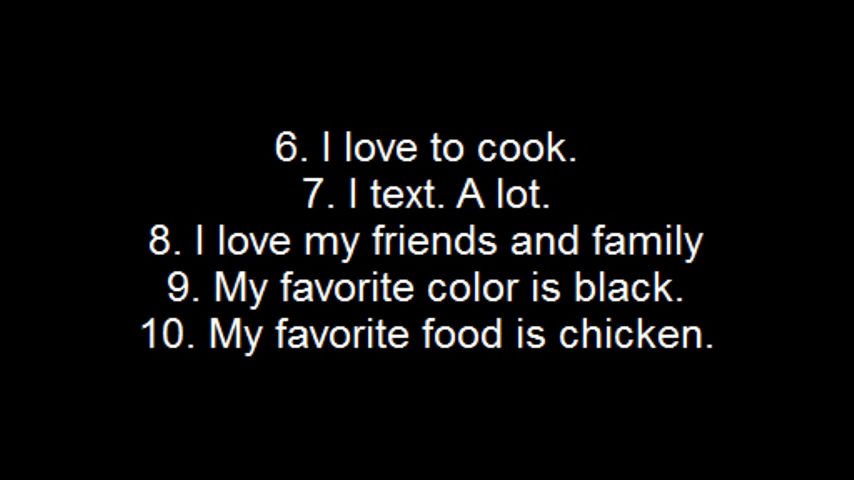 6. I love to cook.
7. I text. A lot.
8. I love my friends and family
9. My favorite color is black.
10. My favorite food is chicken.